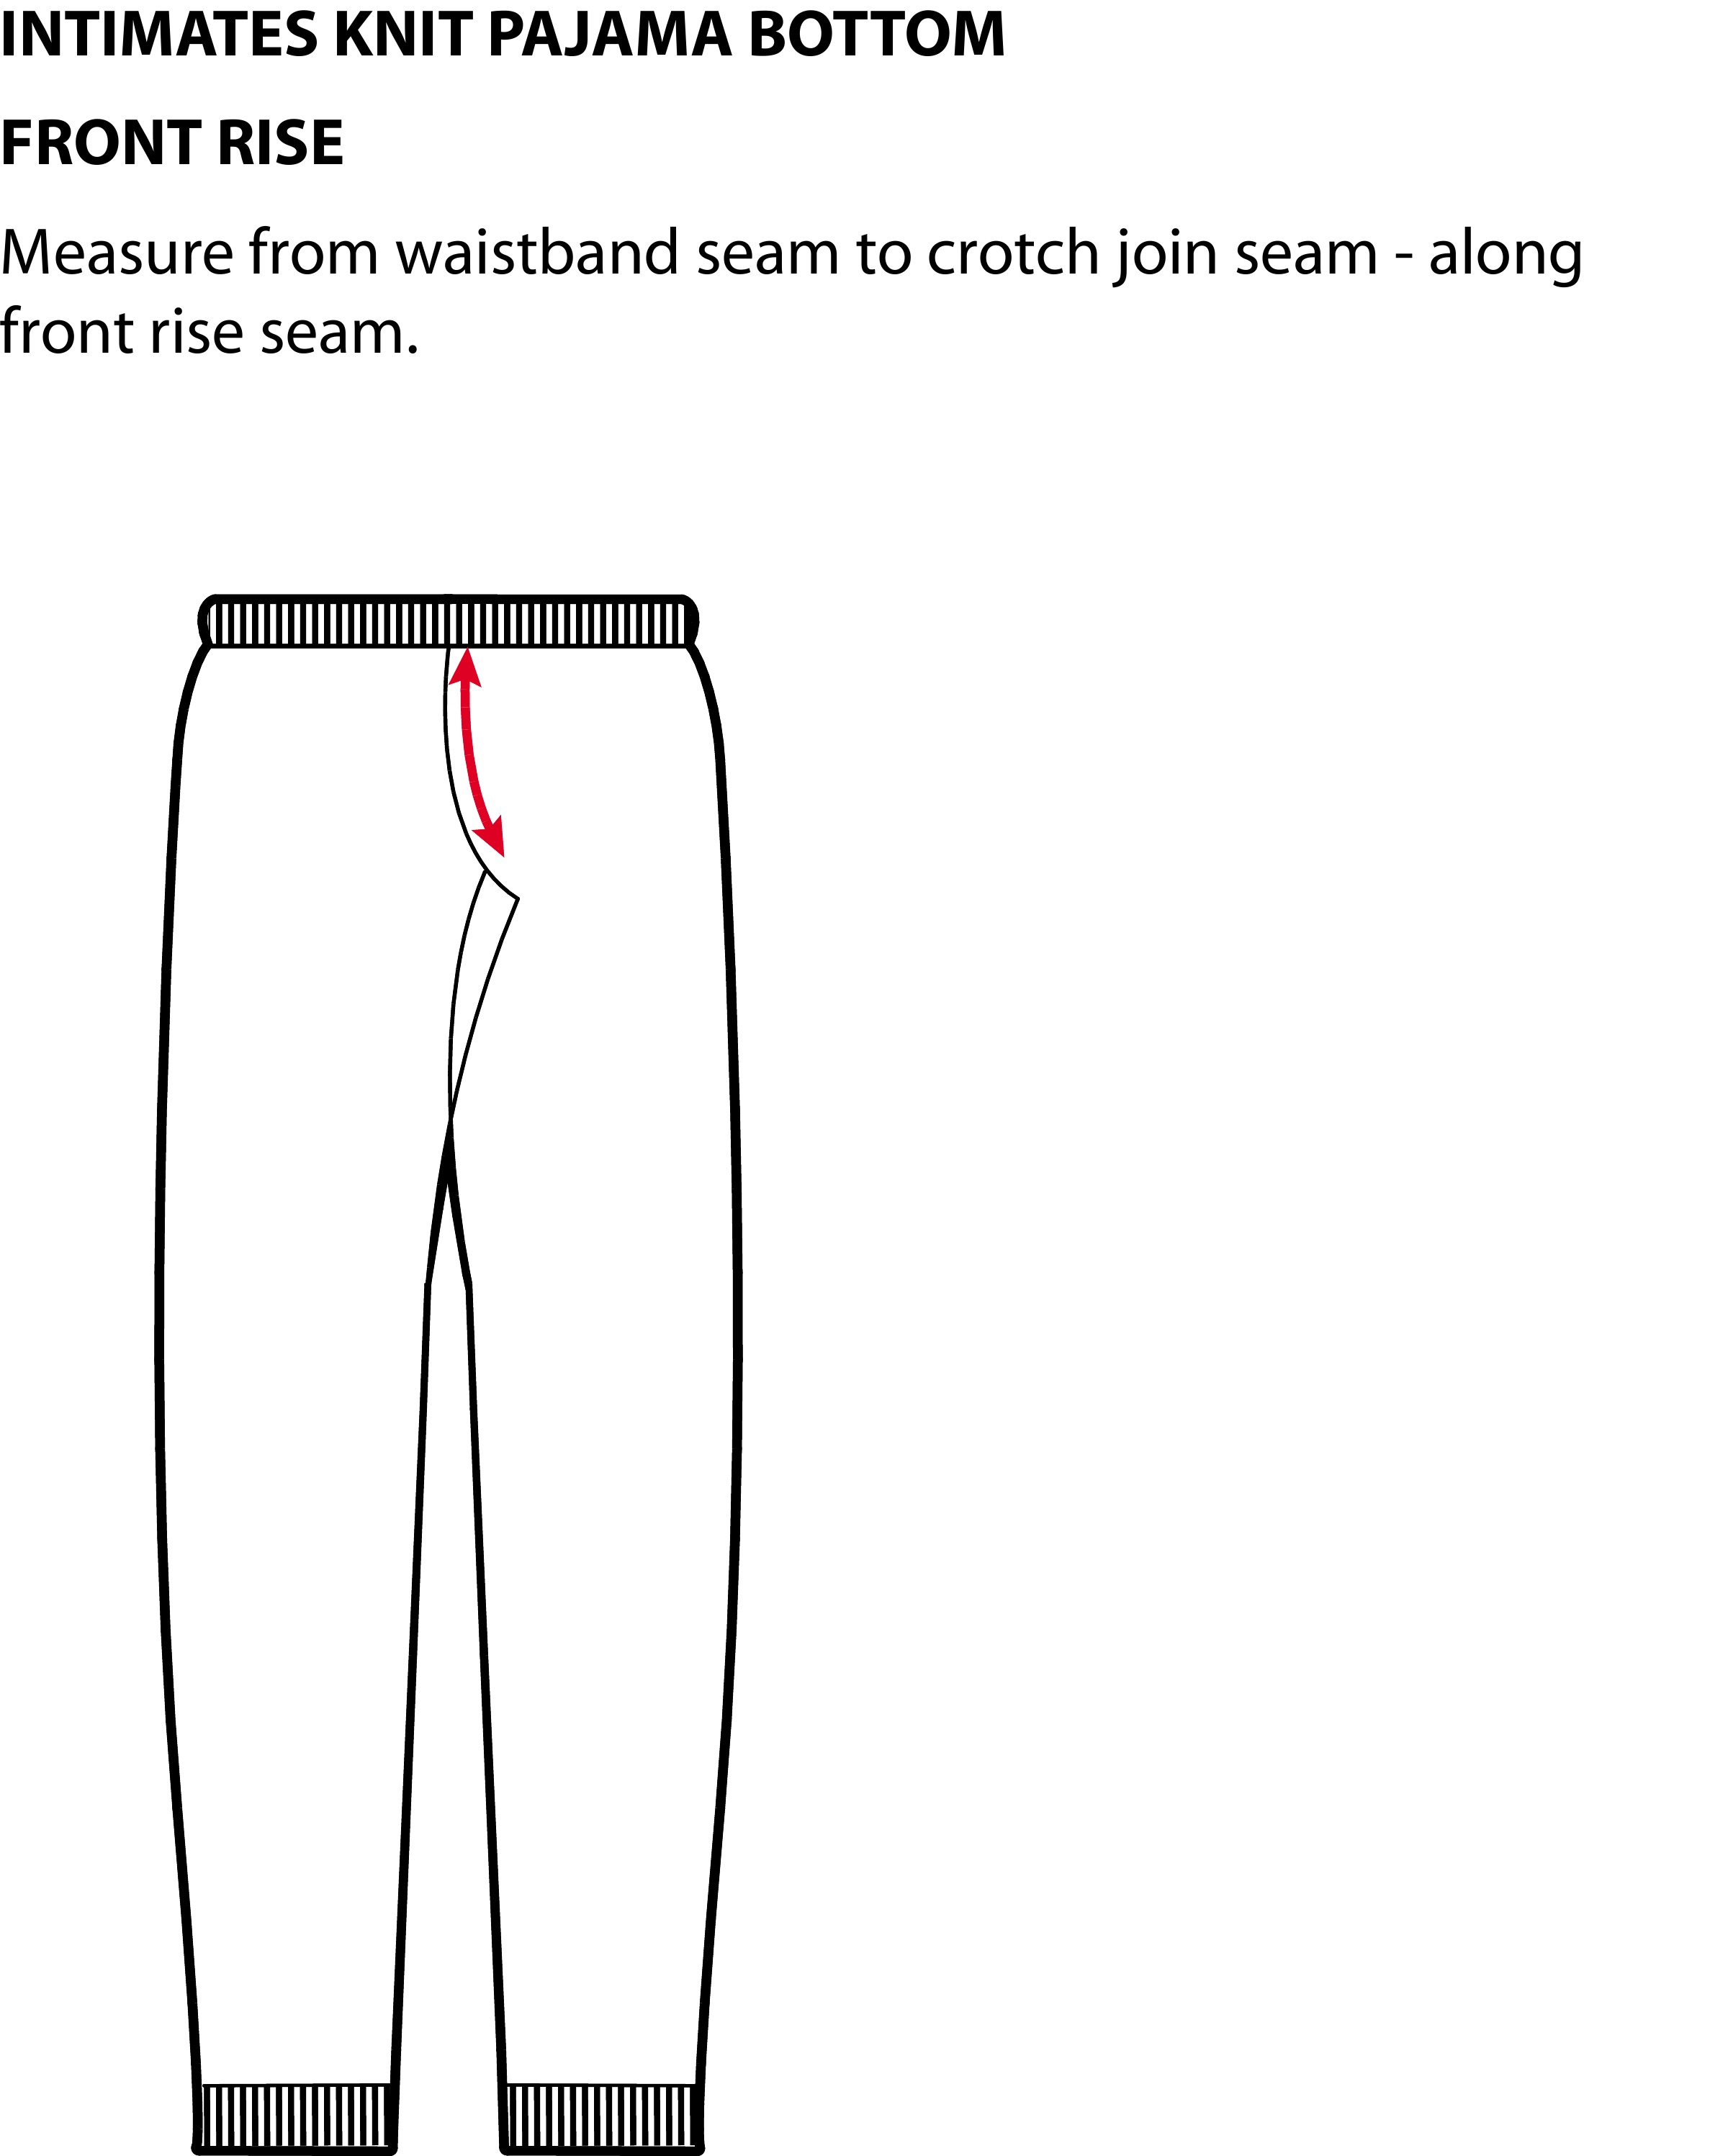 INTIMATES KNIT PAJAMA BOTTOM
FRONT RISE
Measure from waistband seam to crotch join seam - along
front rise seam.